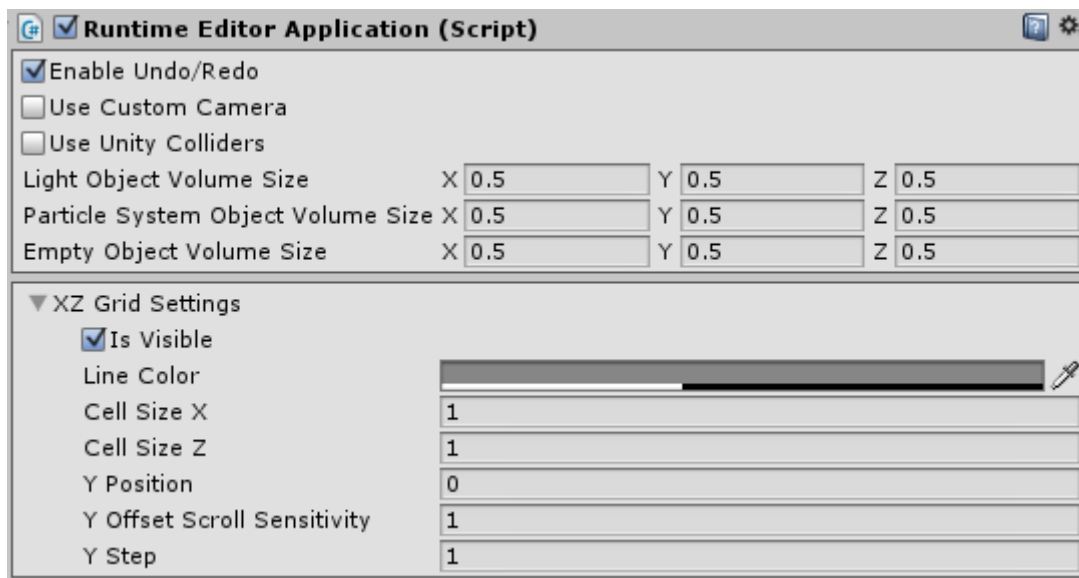 Runtime Editor Application (Script)
Enable Undo/Redo
Use Custom Camera
Use Unity Colliders
Light Object Volume Size X 0.5 Y 0.5 Z 0.5
Particle System Object Volume Size X 0.5 Y 0.5 Z 0.5
Empty Object Volume Size X 0.5 Y 0.5 Z 0.5
XZ Grid Settings
Is Visible
Line Color
Cell Size X 1
Cell Size Z 1
Y Position 0
Y Offset Scroll Sensitivity 1
Y Step 1